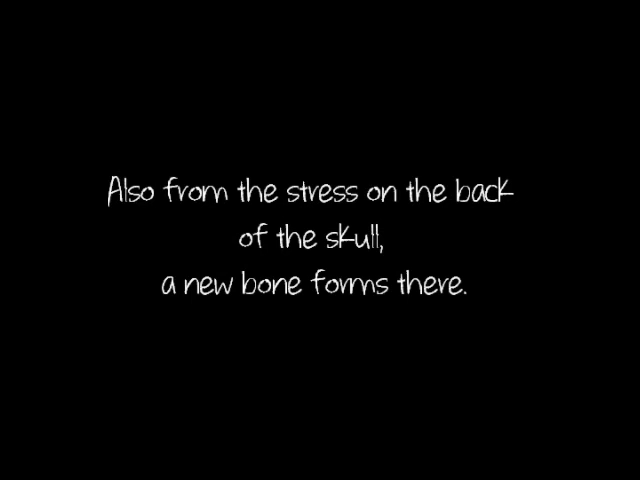 Also from the stress on the back
of the skull,
a new bone forms there.